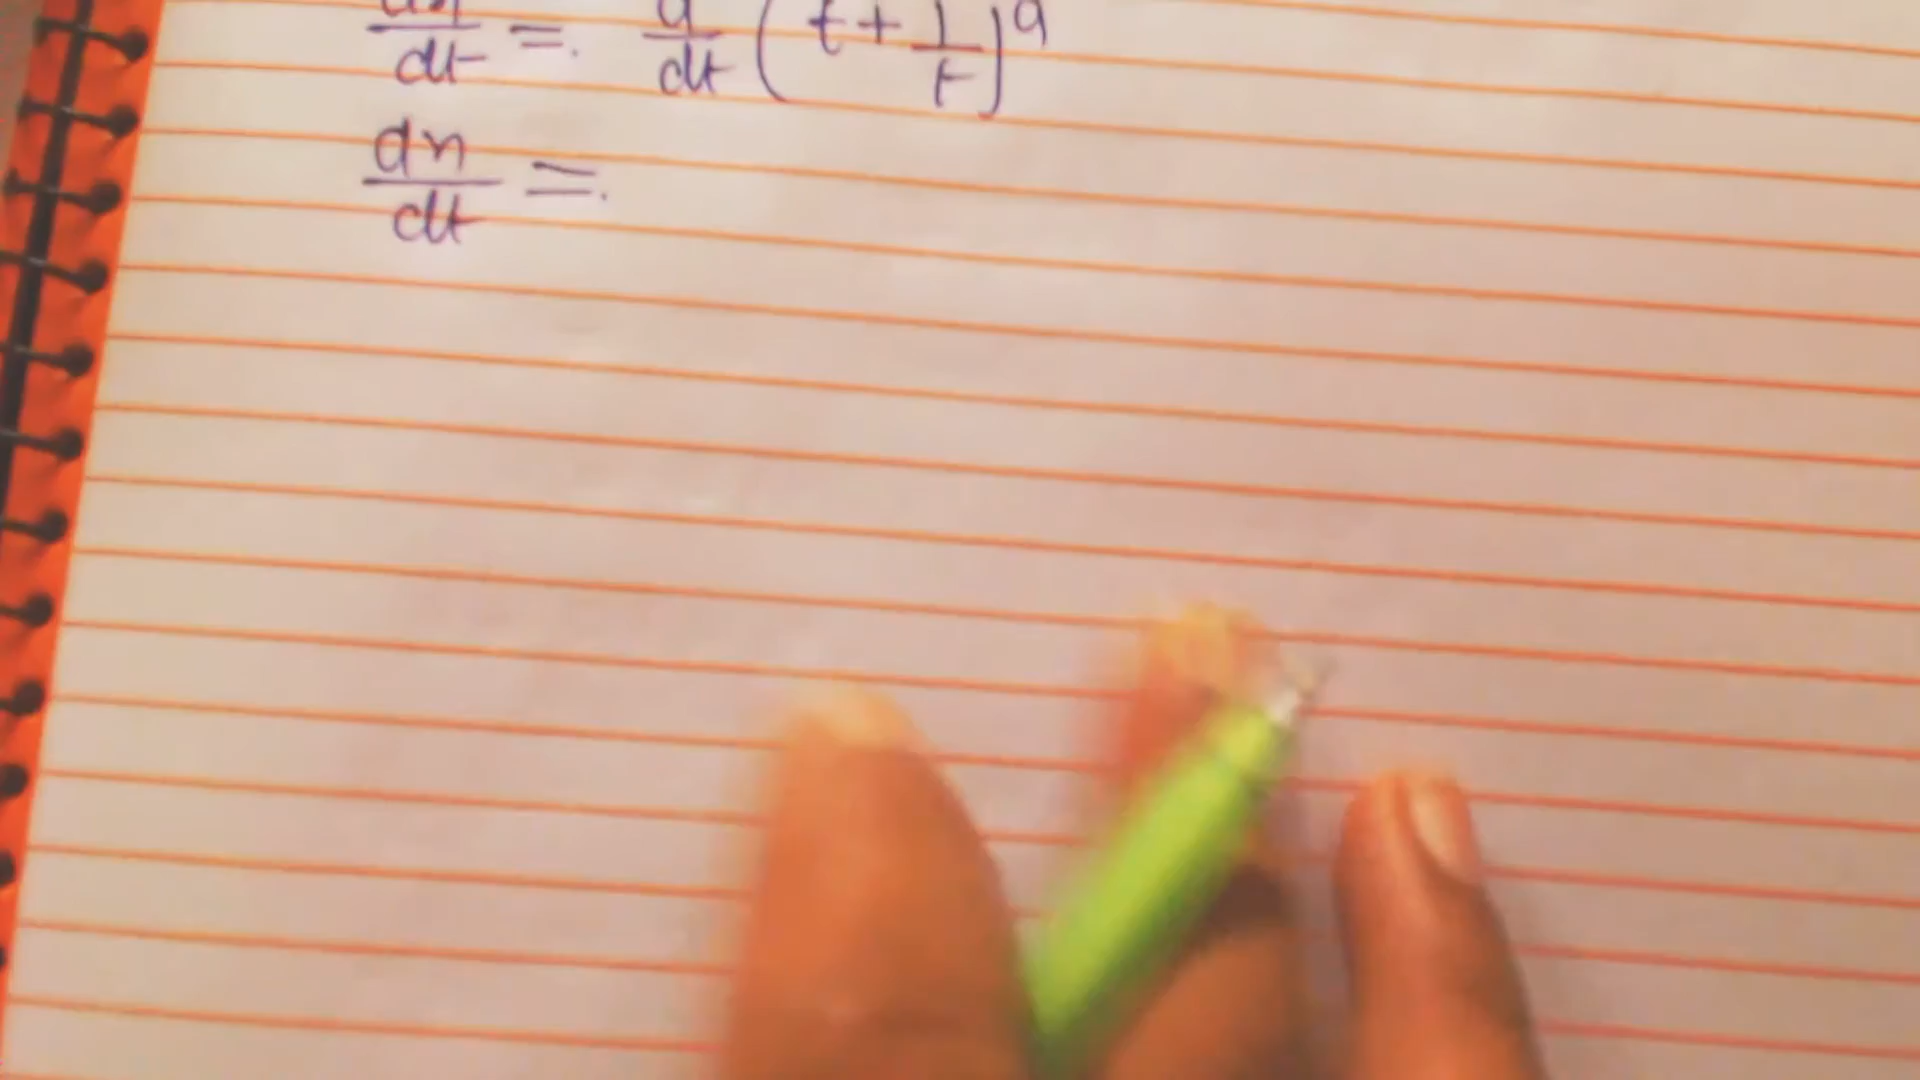 dx/dt = d/dt (t + 1/t)^a
dx/dt =